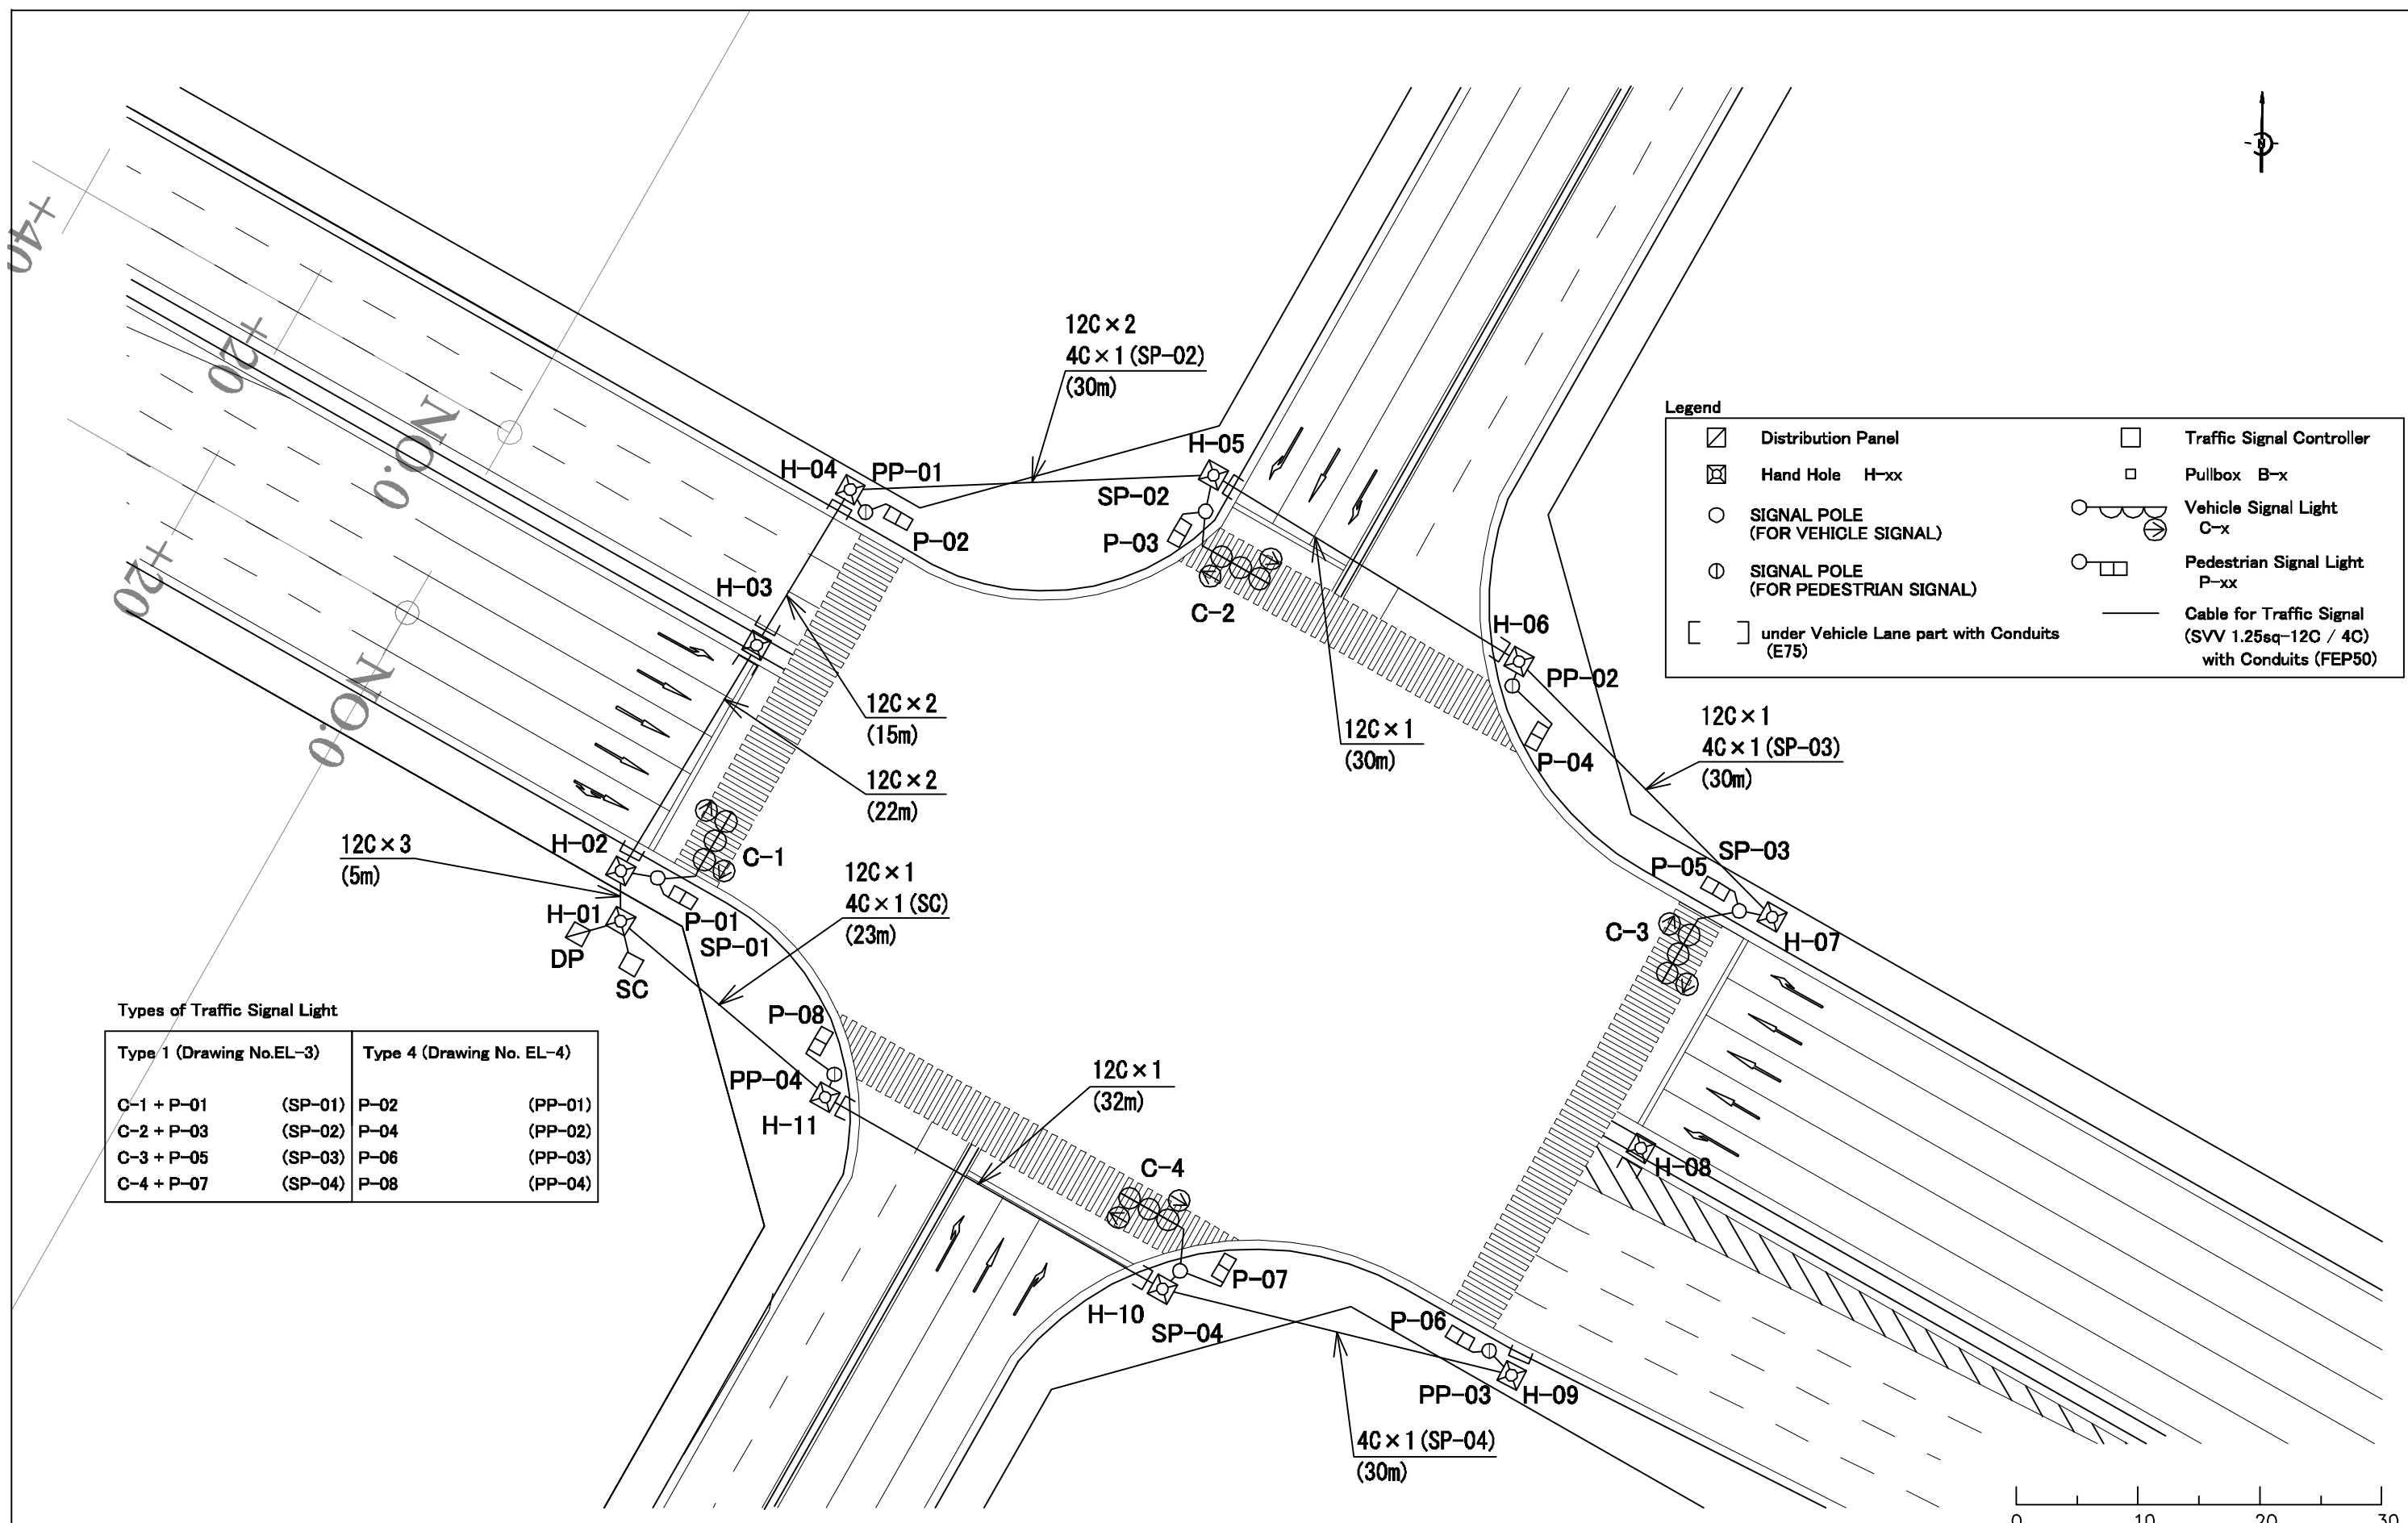 +40
+20
NO.0
+20
NO.0
N
12C×2
4C×1(SP-02)
(30m)
H-05
H-04
PP-01
SP-02
P-02
P-03
H-03
C-2
H-06
PP-02
P-04
12C×2
(15m)
12C×2
(22m)
12C×1
(30m)
12C×1
4C×1(SP-03)
(30m)
Legend
Distribution Panel
Traffic Signal Controller
Hand Hole H-xx
Pullbox B-x
SIGNAL POLE
(FOR VEHICLE SIGNAL)
Vehicle Signal Light
C-x
SIGNAL POLE
(FOR PEDESTRIAN SIGNAL)
Pedestrian Signal Light
P-xx
under Vehicle Lane part with Conduits
(E75)
Cable for Traffic Signal
(SVV 1.25sq-12C / 4C)
with Conduits (FEP50)
12C×3
(5m)
H-02
C-1
H-01
P-01
SP-01
DP
SC
12C×1
4C×1(SC)
(23m)
P-05
SP-03
C-3
H-07
P-08
PP-04
H-11
12C×1
(32m)
C-4
H-08
P-07
H-10
SP-04
P-06
PP-03
H-09
4C×1(SP-04)
(30m)
Types of Traffic Signal Light
Type 1 (Drawing No.EL-3) Type 4 (Drawing No. EL-4)
C-1 + P-01 (SP-01) P-02 (PP-01)
C-2 + P-03 (SP-02) P-04 (PP-02)
C-3 + P-05 (SP-03) P-06 (PP-03)
C-4 + P-07 (SP-04) P-08 (PP-04)
0 10 20 30